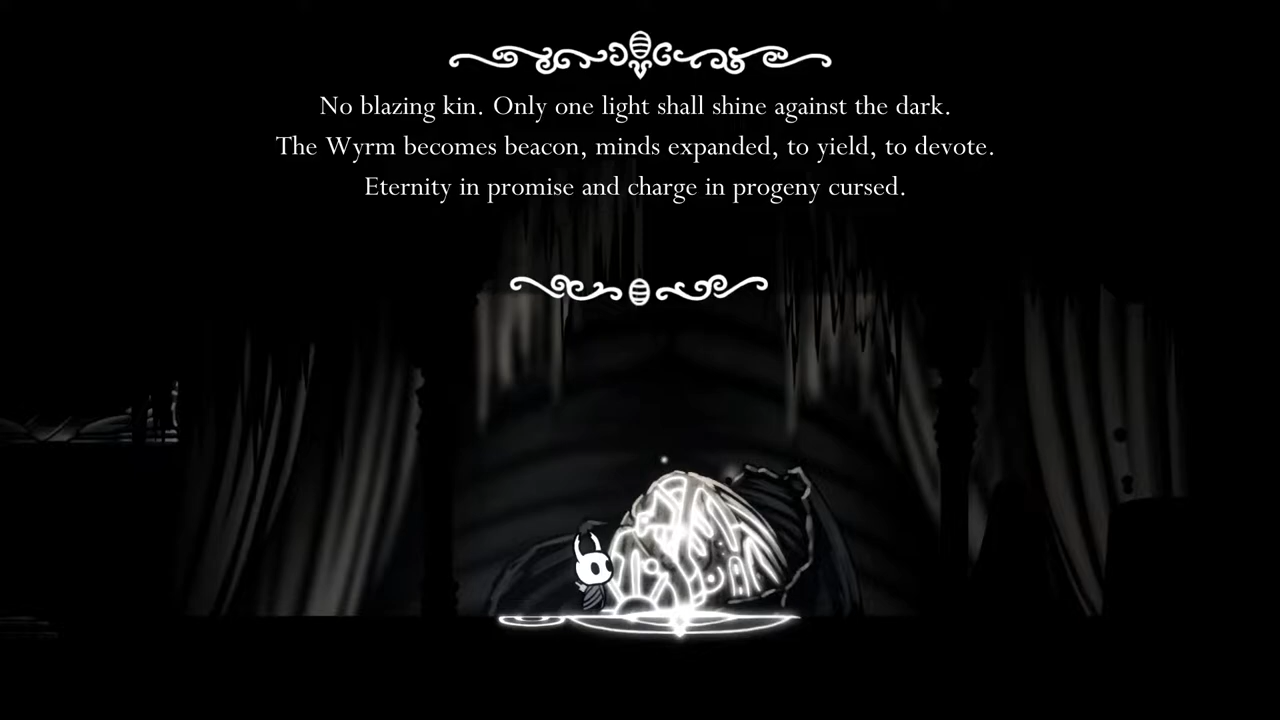 No blazing kin. Only one light shall shine against the dark.
The Wyrm becomes beacon, minds expanded, to yield, to devote.
Eternity in promise and charge in progeny cursed.